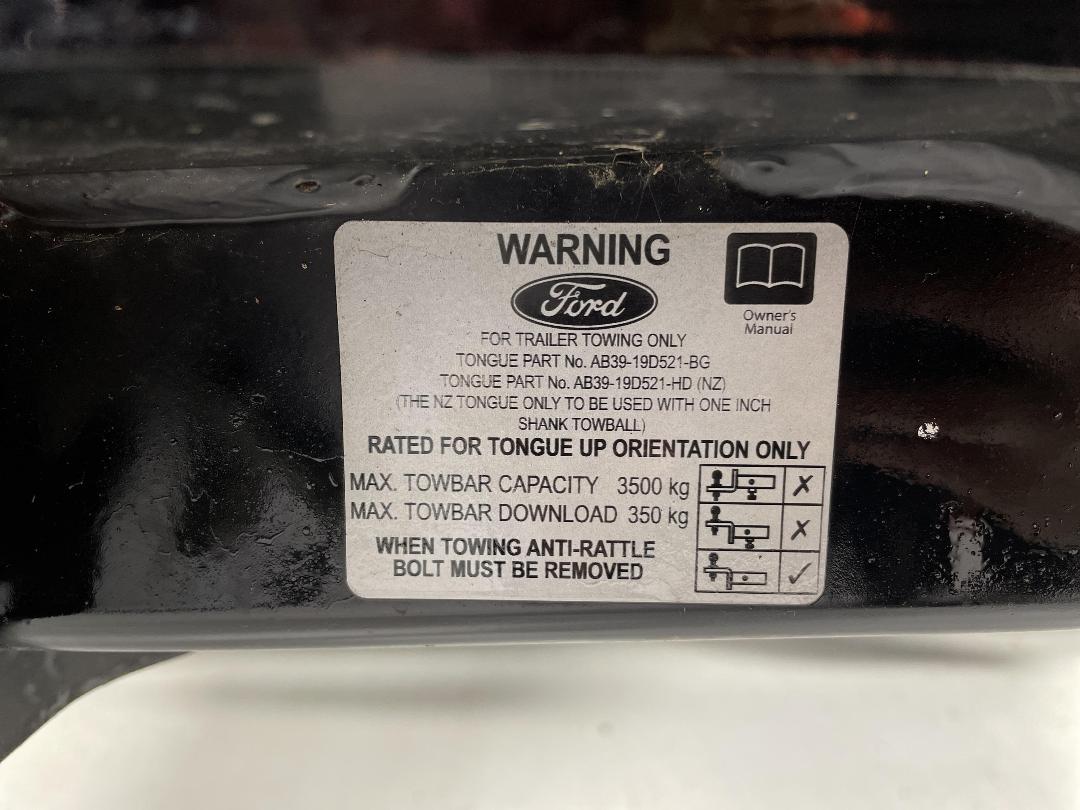 WARNING
Ford
Owner's
Manual
FOR TRAILER TOWING ONLY
TONGUE PART No. AB39-19D521-BG
TONGUE PART No. AB39-19D521-HD (NZ)
(THE NZ TONGUE ONLY TO BE USED WITH ONE INCH
SHANK TOWBALL)
RATED FOR TONGUE UP ORIENTATION ONLY
MAX. TOWBAR CAPACITY 3500 kg
MAX. TOWBAR DOWNLOAD 350 kg
WHEN TOWING ANTI-RATTLE
BOLT MUST BE REMOVED